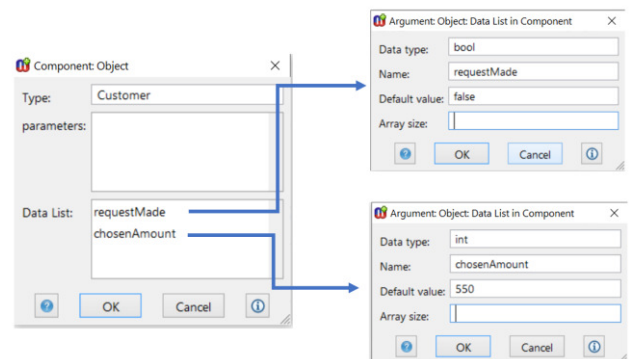 Component: Object
Type: Customer
parameters:
Data List: requestMade
chosenAmount
OK Cancel
Argument: Object: Data List in Component
Data type: bool
Name: requestMade
Default value: false
Array size:
OK Cancel
Argument: Object: Data List in Component
Data type: int
Name: chosenAmount
Default value: 550
Array size:
OK Cancel